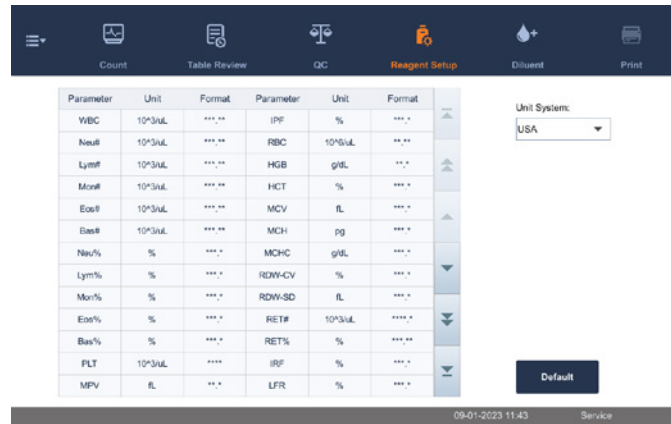 Count Table Review QC Reagent Setup Diluent Print
Parameter Unit Format Parameter Unit Format
WBC 10^3/uL ***.** IPF % ***.*
Neu# 10^3/uL ***.** RBC 10^6/uL **.**
Lym# 10^3/uL ***.** HGB g/dL **.*
Mon# 10^3/uL ***.** HCT % ***.*
Eos# 10^3/uL ***.** MCV fL ***.*
Bas# 10^3/uL ***.** MCH pg ***.*
Neu% % ***.* MCHC g/dL ***.*
Lym% % ***.* RDW-CV % ***.*
Mon% % ***.* RDW-SD fL ***.*
Eos% % ***.* RET# 10^3/uL ****.*
Bas% % ***.* RET% % ***.**
PLT 10^3/uL **** IRF % ***.*
MPV fL **.* LFR % ***.*
Unit System:
USA
Default
09-01-2023 11:43 Service